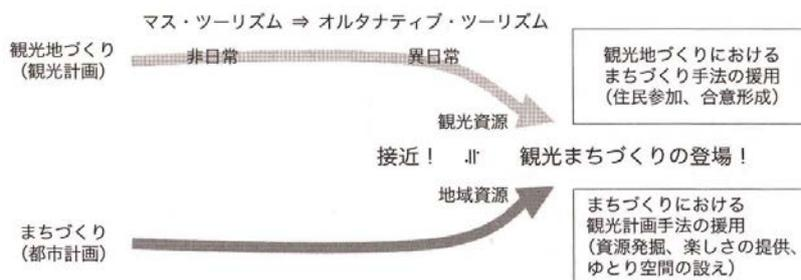 マス・ツーリズム ⇒ オルタナティブ・ツーリズム
観光地づくり
(観光計画)
非日常
異日常
観光地づくりにおける
まちづくり手法の援用
(住民参加、合意形成)
観光資源
接近! 〃 観光まちづくりの登場!
地域資源
まちづくり
(都市計画)
まちづくりにおける
観光計画手法の援用
(資源発掘、楽しさの提供、
ゆとり空間の設え)